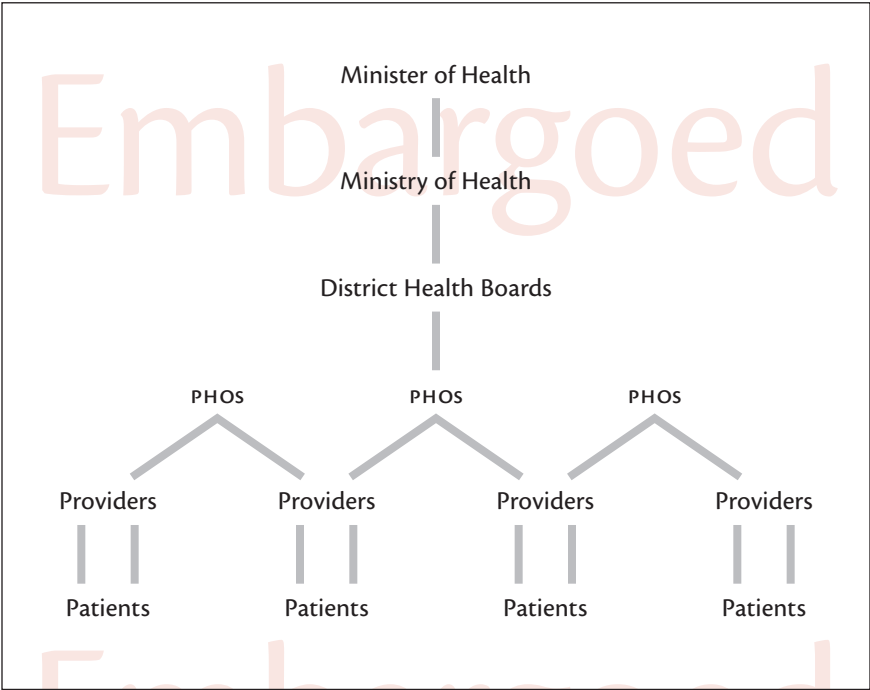 Embargoed
Minister of Health
Ministry of Health
District Health Boards
PHOs PHOs PHOs
Providers Providers Providers Providers
Patients Patients Patients Patients
Embargoed